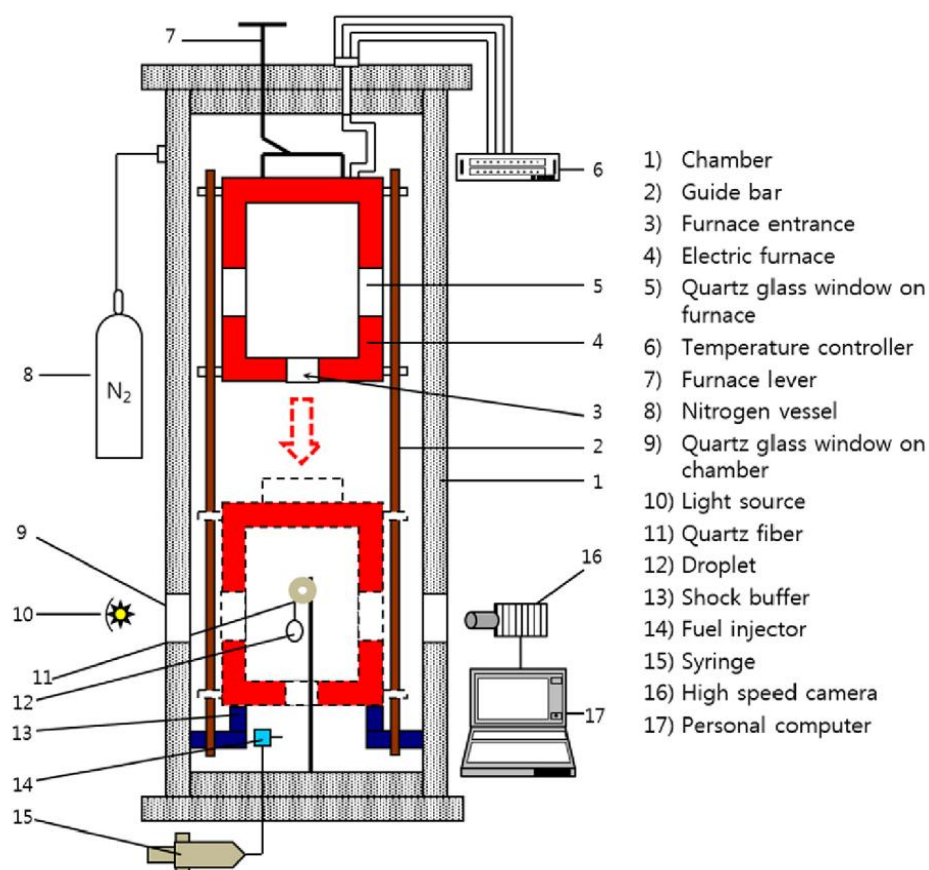 7
6
5
4
N₂
8
3
2
1
9
16
10
11
12
17
13
14
15
1) Chamber
2) Guide bar
3) Furnace entrance
4) Electric furnace
5) Quartz glass window on
furnace
6) Temperature controller
7) Furnace lever
8) Nitrogen vessel
9) Quartz glass window on
chamber
10) Light source
11) Quartz fiber
12) Droplet
13) Shock buffer
14) Fuel injector
15) Syringe
16) High speed camera
17) Personal computer